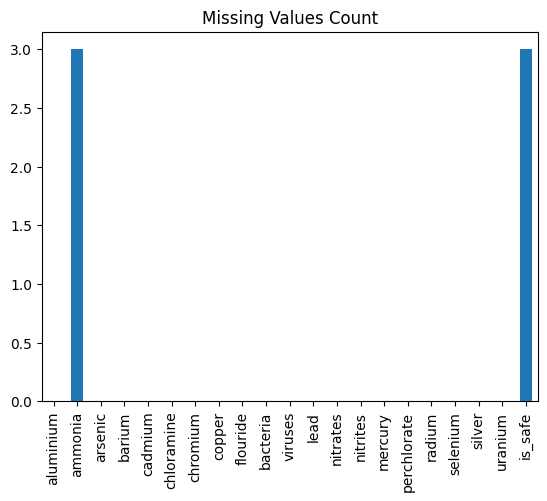 Missing Values Count
3.0
2.5
2.0
1.5
1.0
0.5
0.0
aluminium
ammonia
arsenic
barium
cadmium
chloramine
chromium
copper
flouride
bacteria
viruses
lead
nitrates
nitrites
mercury
perchlorate
radium
selenium
silver
uranium
is_safe